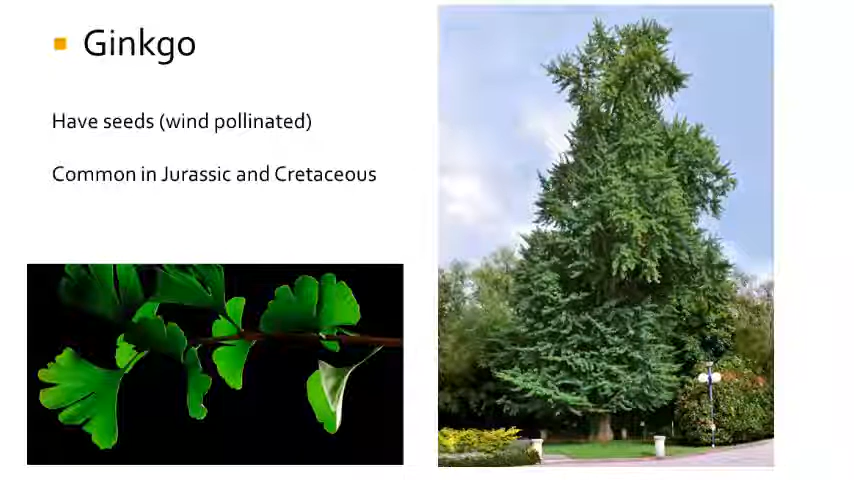 Ginkgo
Have seeds (wind pollinated)
Common in Jurassic and Cretaceous